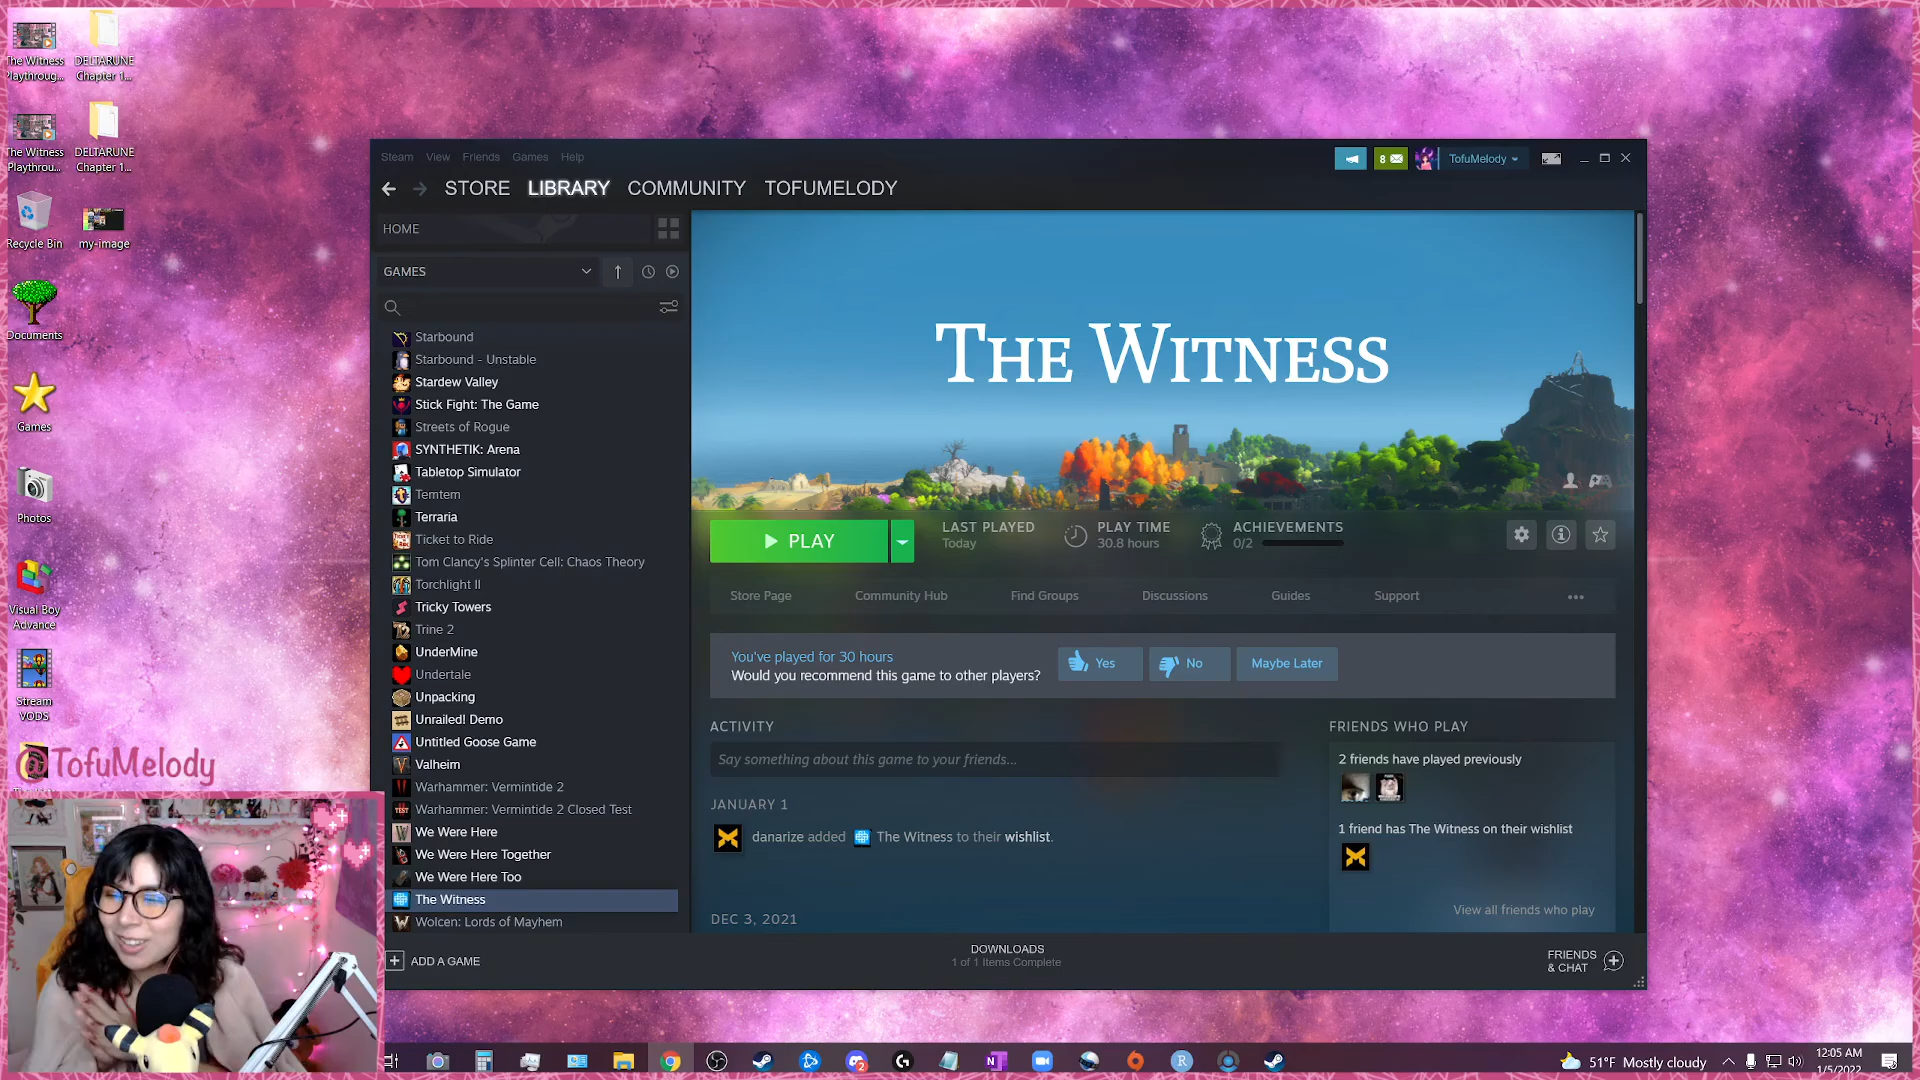 The Witness
Playthroug...
DELTARUNE
Chapter 1...
The Witness
Playthrou...
DELTARUNE
Chapter 1...
Recycle Bin
my-image
Documents
Games
Photos
Visual Boy
Advance
Stream
VODS
@TofuMelody
Steam View Friends Games Help
8
TofuMelody
STORE LIBRARY COMMUNITY TOFUMELODY
HOME
GAMES
Starbound
Starbound - Unstable
Stardew Valley
Stick Fight: The Game
Streets of Rogue
SYNTHETIK: Arena
Tabletop Simulator
Temtem
Terraria
Ticket to Ride
Tom Clancy's Splinter Cell: Chaos Theory
Torchlight II
Tricky Towers
Trine 2
UnderMine
Undertale
Unpacking
Unrailed! Demo
Untitled Goose Game
Valheim
Warhammer: Vermintide 2
TEST Warhammer: Vermintide 2 Closed Test
We Were Here
We Were Here Together
We Were Here Too
The Witness
Wolcen: Lords of Mayhem
ADD A GAME
THE WITNESS
PLAY
LAST PLAYED
Today
PLAY TIME
30.8 hours
ACHIEVEMENTS
0/2
Store Page Community Hub Find Groups Discussions Guides Support
You've played for 30 hours
Would you recommend this game to other players?
Yes No Maybe Later
ACTIVITY
Say something about this game to your friends...
JANUARY 1
danarize added The Witness to their wishlist.
DEC 3, 2021
FRIENDS WHO PLAY
2 friends have played previously
1 friend has The Witness on their wishlist
View all friends who play
DOWNLOADS
1 of 1 Items Complete
FRIENDS
& CHAT
51°F Mostly cloudy
12:05 AM
1/5/2022